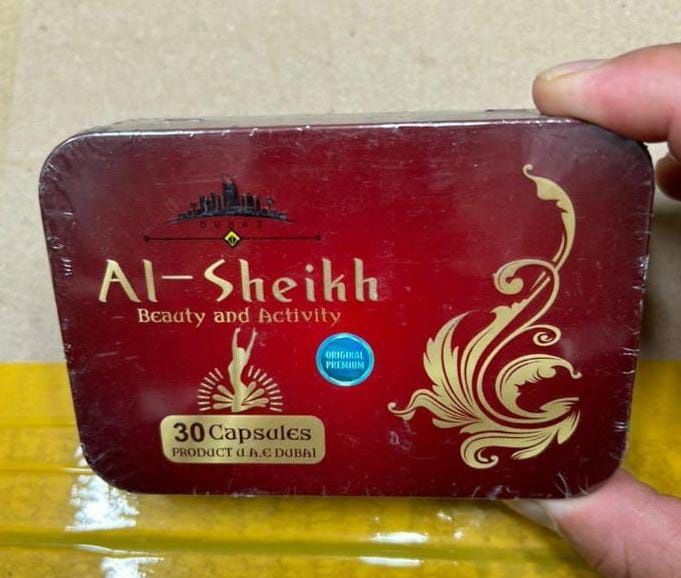 DUBAI
Al-Sheikh
Beauty and Activity
ORIGINAL
PREMIUM
30 Capsules
PRODUCT U.A.E DUBAI